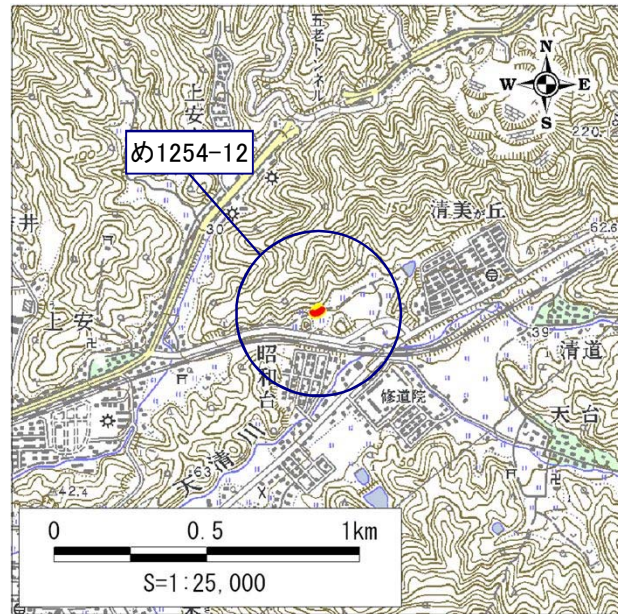 五老トンネル
上安
N
W E
S
220.
め1254-12
清美ヶ丘
30
62.6
井
上安
39
清道
昭和台
修道院
天台
天清川
63
42.4
0 0.5 1km
S=1:25,000